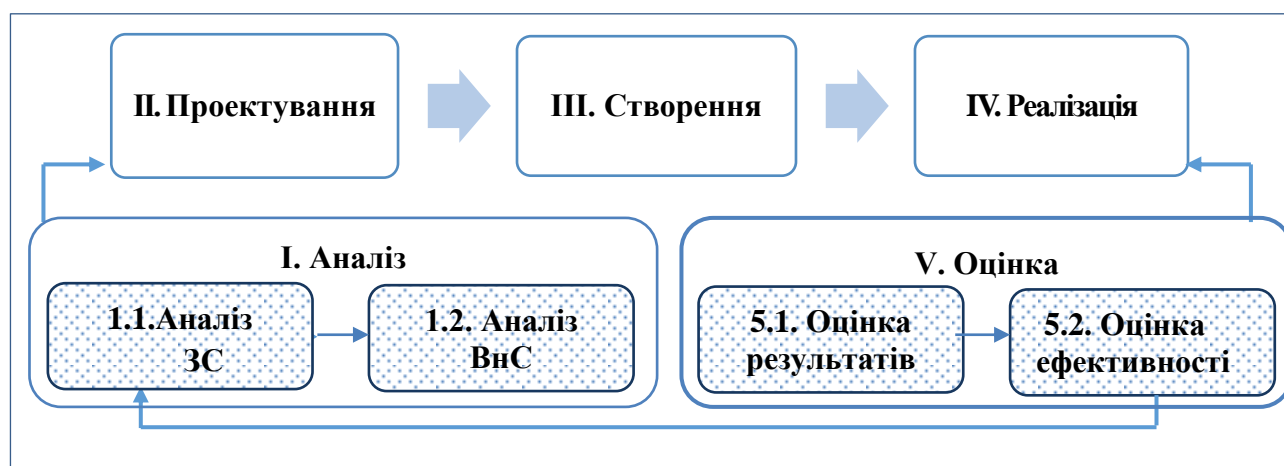 II. Проектування
III. Створення
IV. Реалізація
I. Аналіз
1.1.Аналіз
ЗС
1.2. Аналіз
ВнС
V. Оцінка
5.1. Оцінка
результатів
5.2. Оцінка
ефективності